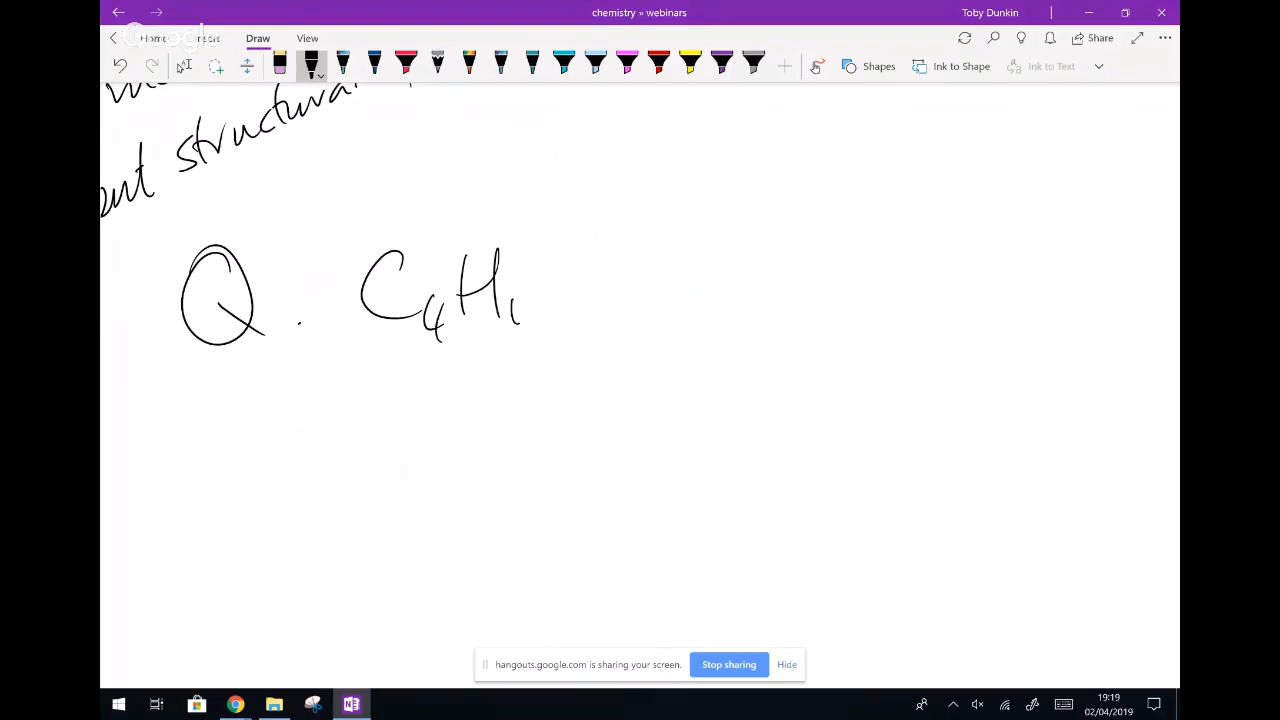 chemistry » webinars
Toby Dunkin
Google
Home Insert Draw View
Share
Shapes Ink to Shape Ink to Text
structural
Q. C₄H₁
hangouts.google.com is sharing your screen. Stop sharing Hide
19:19
02/04/2019